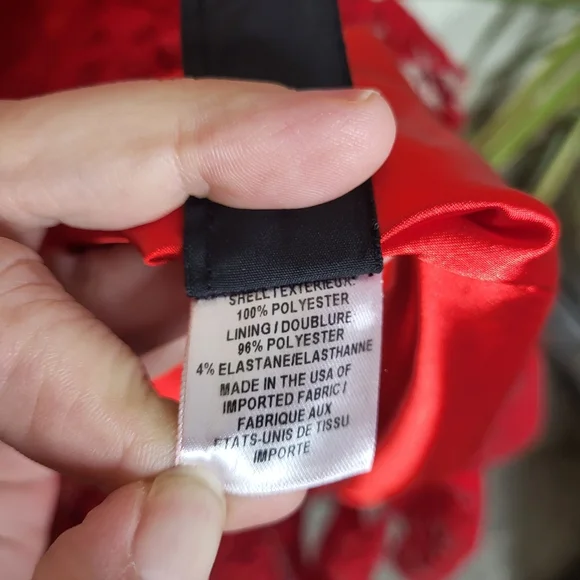 SHELL/EXTERIEUR:
100% POLYESTER
LINING / DOUBLURE
96% POLYESTER
4% ELASTANE/ELASTHANNE
MADE IN THE USA OF
IMPORTED FABRIC /
FABRIQUE AUX
ETATS-UNIS DE TISSU
IMPORTE